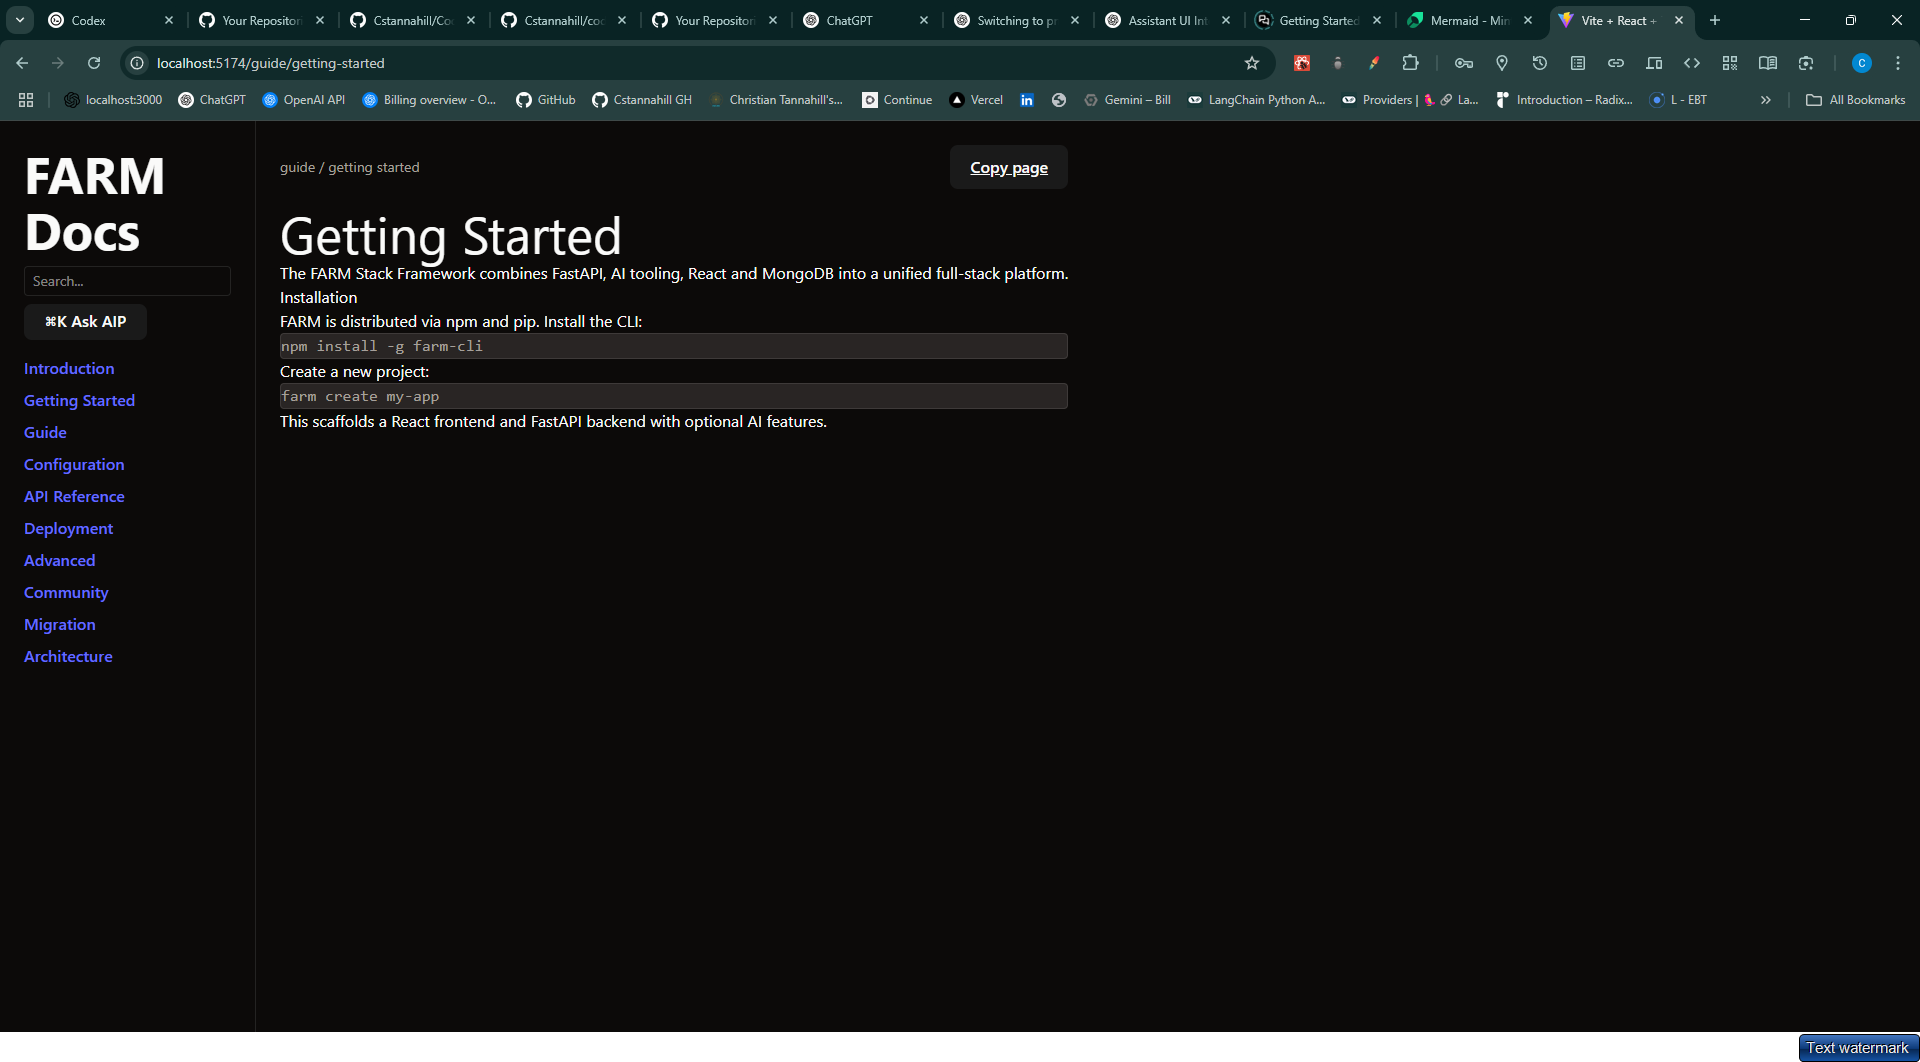 Codex
Your Repositori
Cstannahill/Coc
Cstannahill/coc
Your Repositori
ChatGPT
Switching to pr
Assistant UI Int
Getting Started
Mermaid - Min
Vite + React +
localhost:5174/guide/getting-started
C
localhost:3000
ChatGPT
OpenAI API
Billing overview - O...
GitHub
Cstannahill GH
Christian Tannahill's...
Continue
Vercel
in
Gemini – Bill
LangChain Python A...
Providers | 🦜️🔗 La...
Introduction – Radix...
L - EBT
All Bookmarks
FARM
Docs
Search...
⌘K Ask AIP
Introduction
Getting Started
Guide
Configuration
API Reference
Deployment
Advanced
Community
Migration
Architecture
guide / getting started
Copy page
Getting Started
The FARM Stack Framework combines FastAPI, AI tooling, React and MongoDB into a unified full-stack platform.
Installation
FARM is distributed via npm and pip. Install the CLI:
npm install -g farm-cli
Create a new project:
farm create my-app
This scaffolds a React frontend and FastAPI backend with optional AI features.
Text watermark